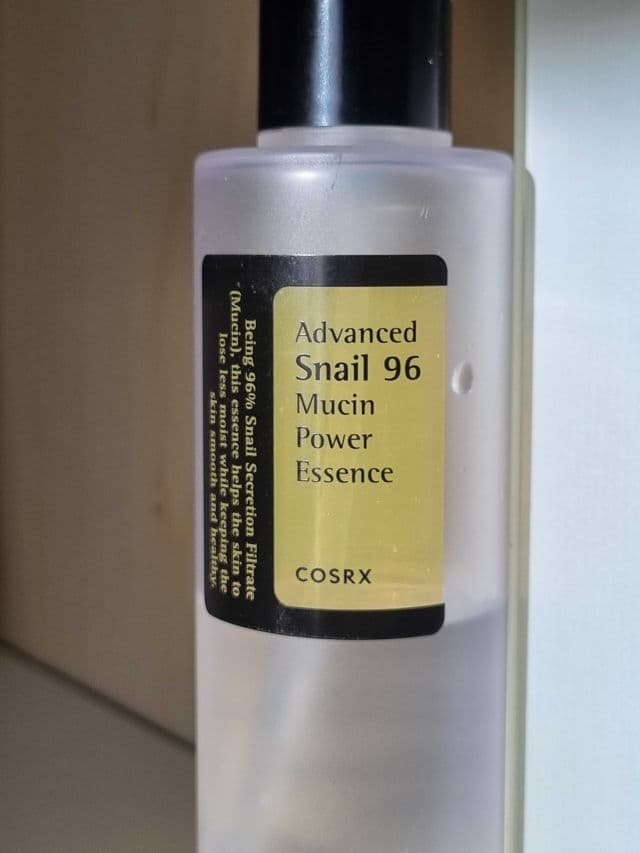 Advanced
Snail 96
Mucin
Power
Essence
COSRX
Being 96% Snail Secretion Filtrate
(Mucin), this essence helps the skin to
lose less moist while keeping the
skin smooth and healthy.